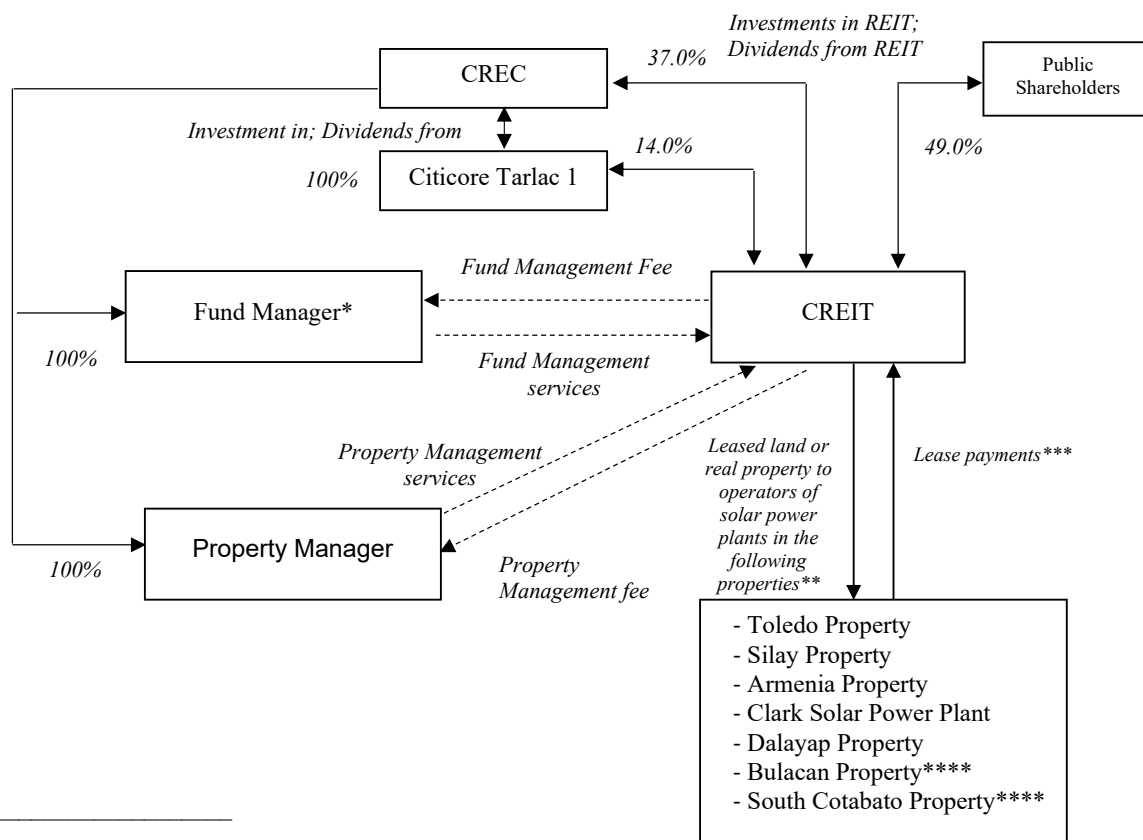 Investments in REIT;
Dividends from REIT
CREC
37.0%
Public
Shareholders
Investment in; Dividends from
14.0%
49.0%
100%
Citicore Tarlac 1
Fund Management Fee
Fund Manager*
CREIT
100%
Fund Management
services
Property Management
services
Leased land or
real property to
operators of
solar power
plants in the
following
properties**
Lease payments***
Property Manager
100%
Property
Management fee
- Toledo Property
- Silay Property
- Armenia Property
- Clark Solar Power Plant
- Dalayap Property
- Bulacan Property****
- South Cotabato Property****